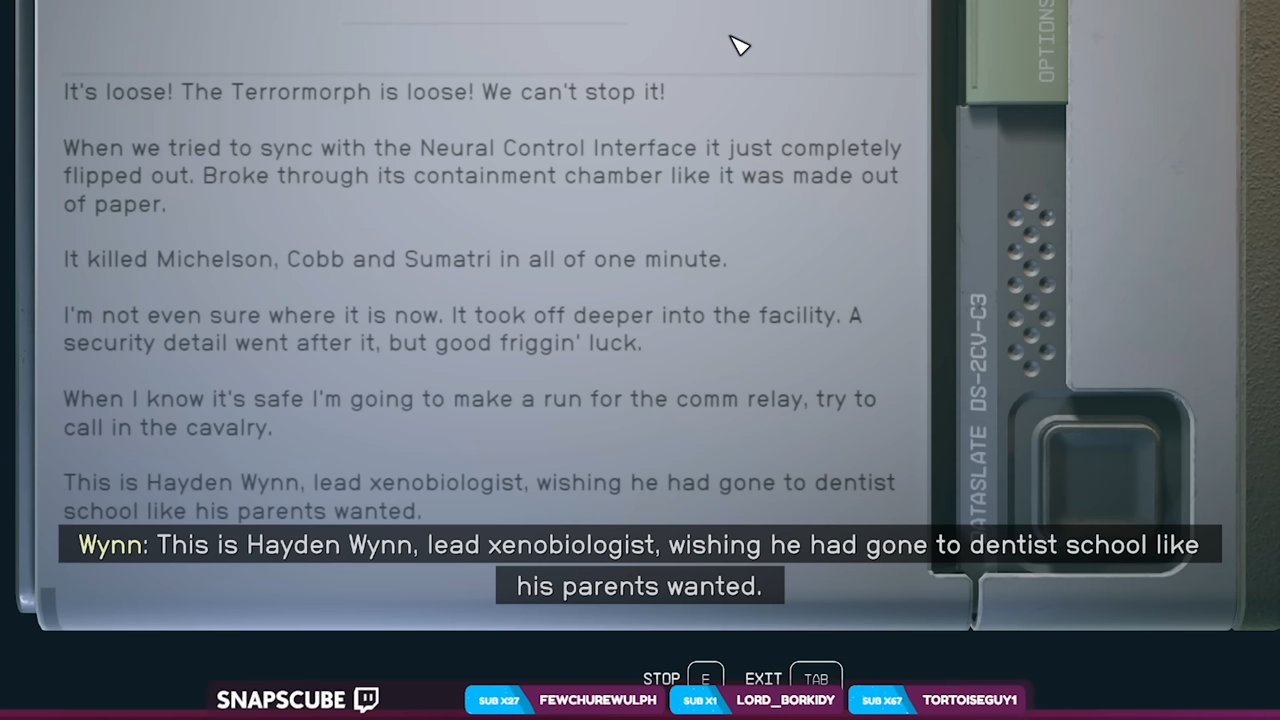 OPTIONS
It's loose! The Terrormorph is loose! We can't stop it!
When we tried to sync with the Neural Control Interface it just completely
flipped out. Broke through its containment chamber like it was made out
of paper.
It killed Michelson, Cobb and Sumatri in all of one minute.
I'm not even sure where it is now. It took off deeper into the facility. A
security detail went after it, but good friggin' luck.
When I know it's safe I'm going to make a run for the comm relay, try to
call in the cavalry.
This is Hayden Wynn, lead xenobiologist, wishing he had gone to dentist
school like his parents wanted.
DATASLATE DS-2CV-C3
Wynn: This is Hayden Wynn, lead xenobiologist, wishing he had gone to dentist school like
his parents wanted.
STOP E EXIT TAB
SNAPSCUBE SUB X27 FEWCHUREWULPH SUB X1 LORD_BORKIDY SUB X67 TORTOISEGUY1